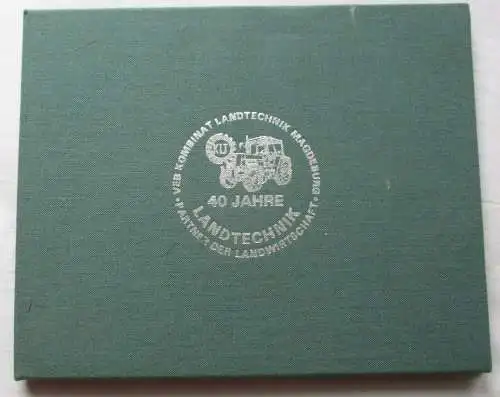 VEB KOMBINAT LANDTECHNIK MAGDEBURG
40 JAHRE
LANDTECHNIK
• PARTNER DER LANDWIRTSCHAFT •